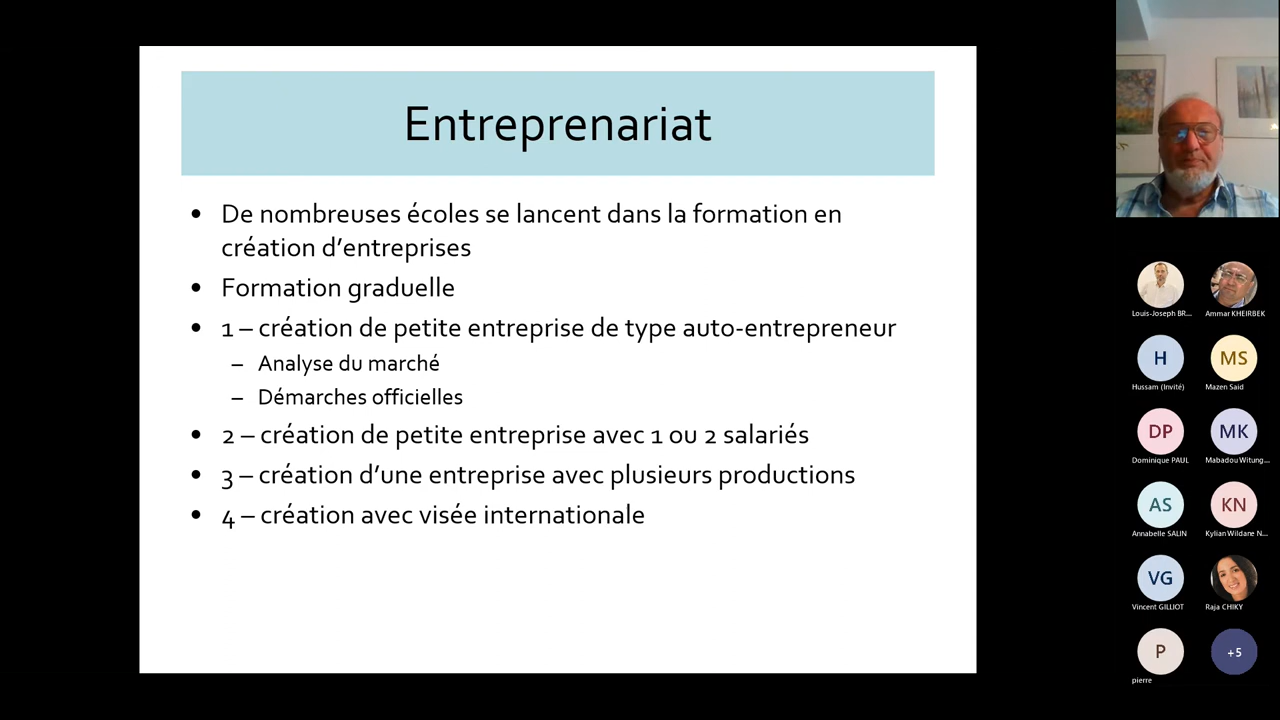 Entreprenariat
• De nombreuses écoles se lancent dans la formation en
création d’entreprises
• Formation graduelle
• 1 – création de petite entreprise de type auto-entrepreneur
– Analyse du marché
– Démarches officielles
• 2 – création de petite entreprise avec 1 ou 2 salariés
• 3 – création d’une entreprise avec plusieurs productions
• 4 – création avec visée internationale
Louis-Joseph BR...
Ammar KHEIRBEK
H
Hussam (Invité)
MS
Mazen Said
DP
Dominique PAUL
MK
Mabadou Witung...
AS
Annabelle SALIN
KN
Kylian Wildane N...
VG
Vincent GILLIOT
Raja CHIKY
P
pierre
+5